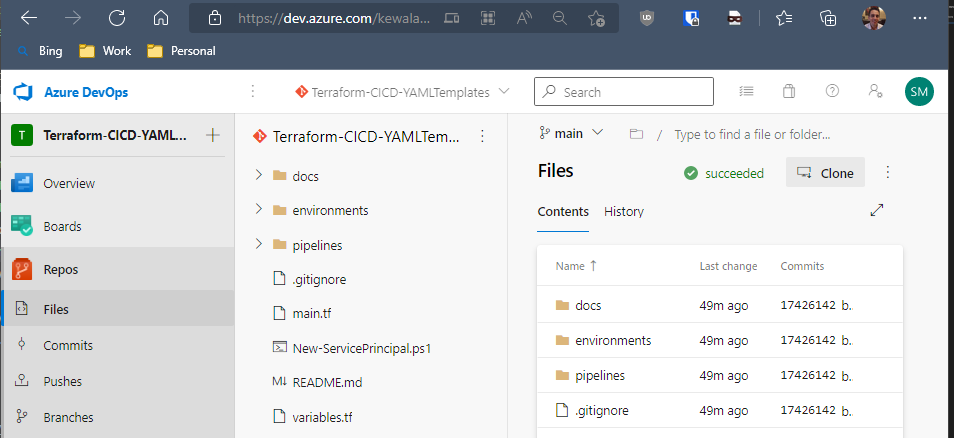 https://dev.azure.com/kewala...
Bing Work Personal
Azure DevOps
Terraform-CICD-YAMLTemplates
Search
SM
T Terraform-CICD-YAML...
Overview
Boards
Repos
Files
Commits
Pushes
Branches
Terraform-CICD-YAMLTem...
docs
environments
pipelines
.gitignore
main.tf
New-ServicePrincipal.ps1
README.md
variables.tf
main / Type to find a file or folder...
Files
succeeded
Clone
Contents History
Name ↑ Last change Commits
docs 49m ago 17426142 b..
environments 49m ago 17426142 b..
pipelines 49m ago 17426142 b..
.gitignore 49m ago 17426142 b..